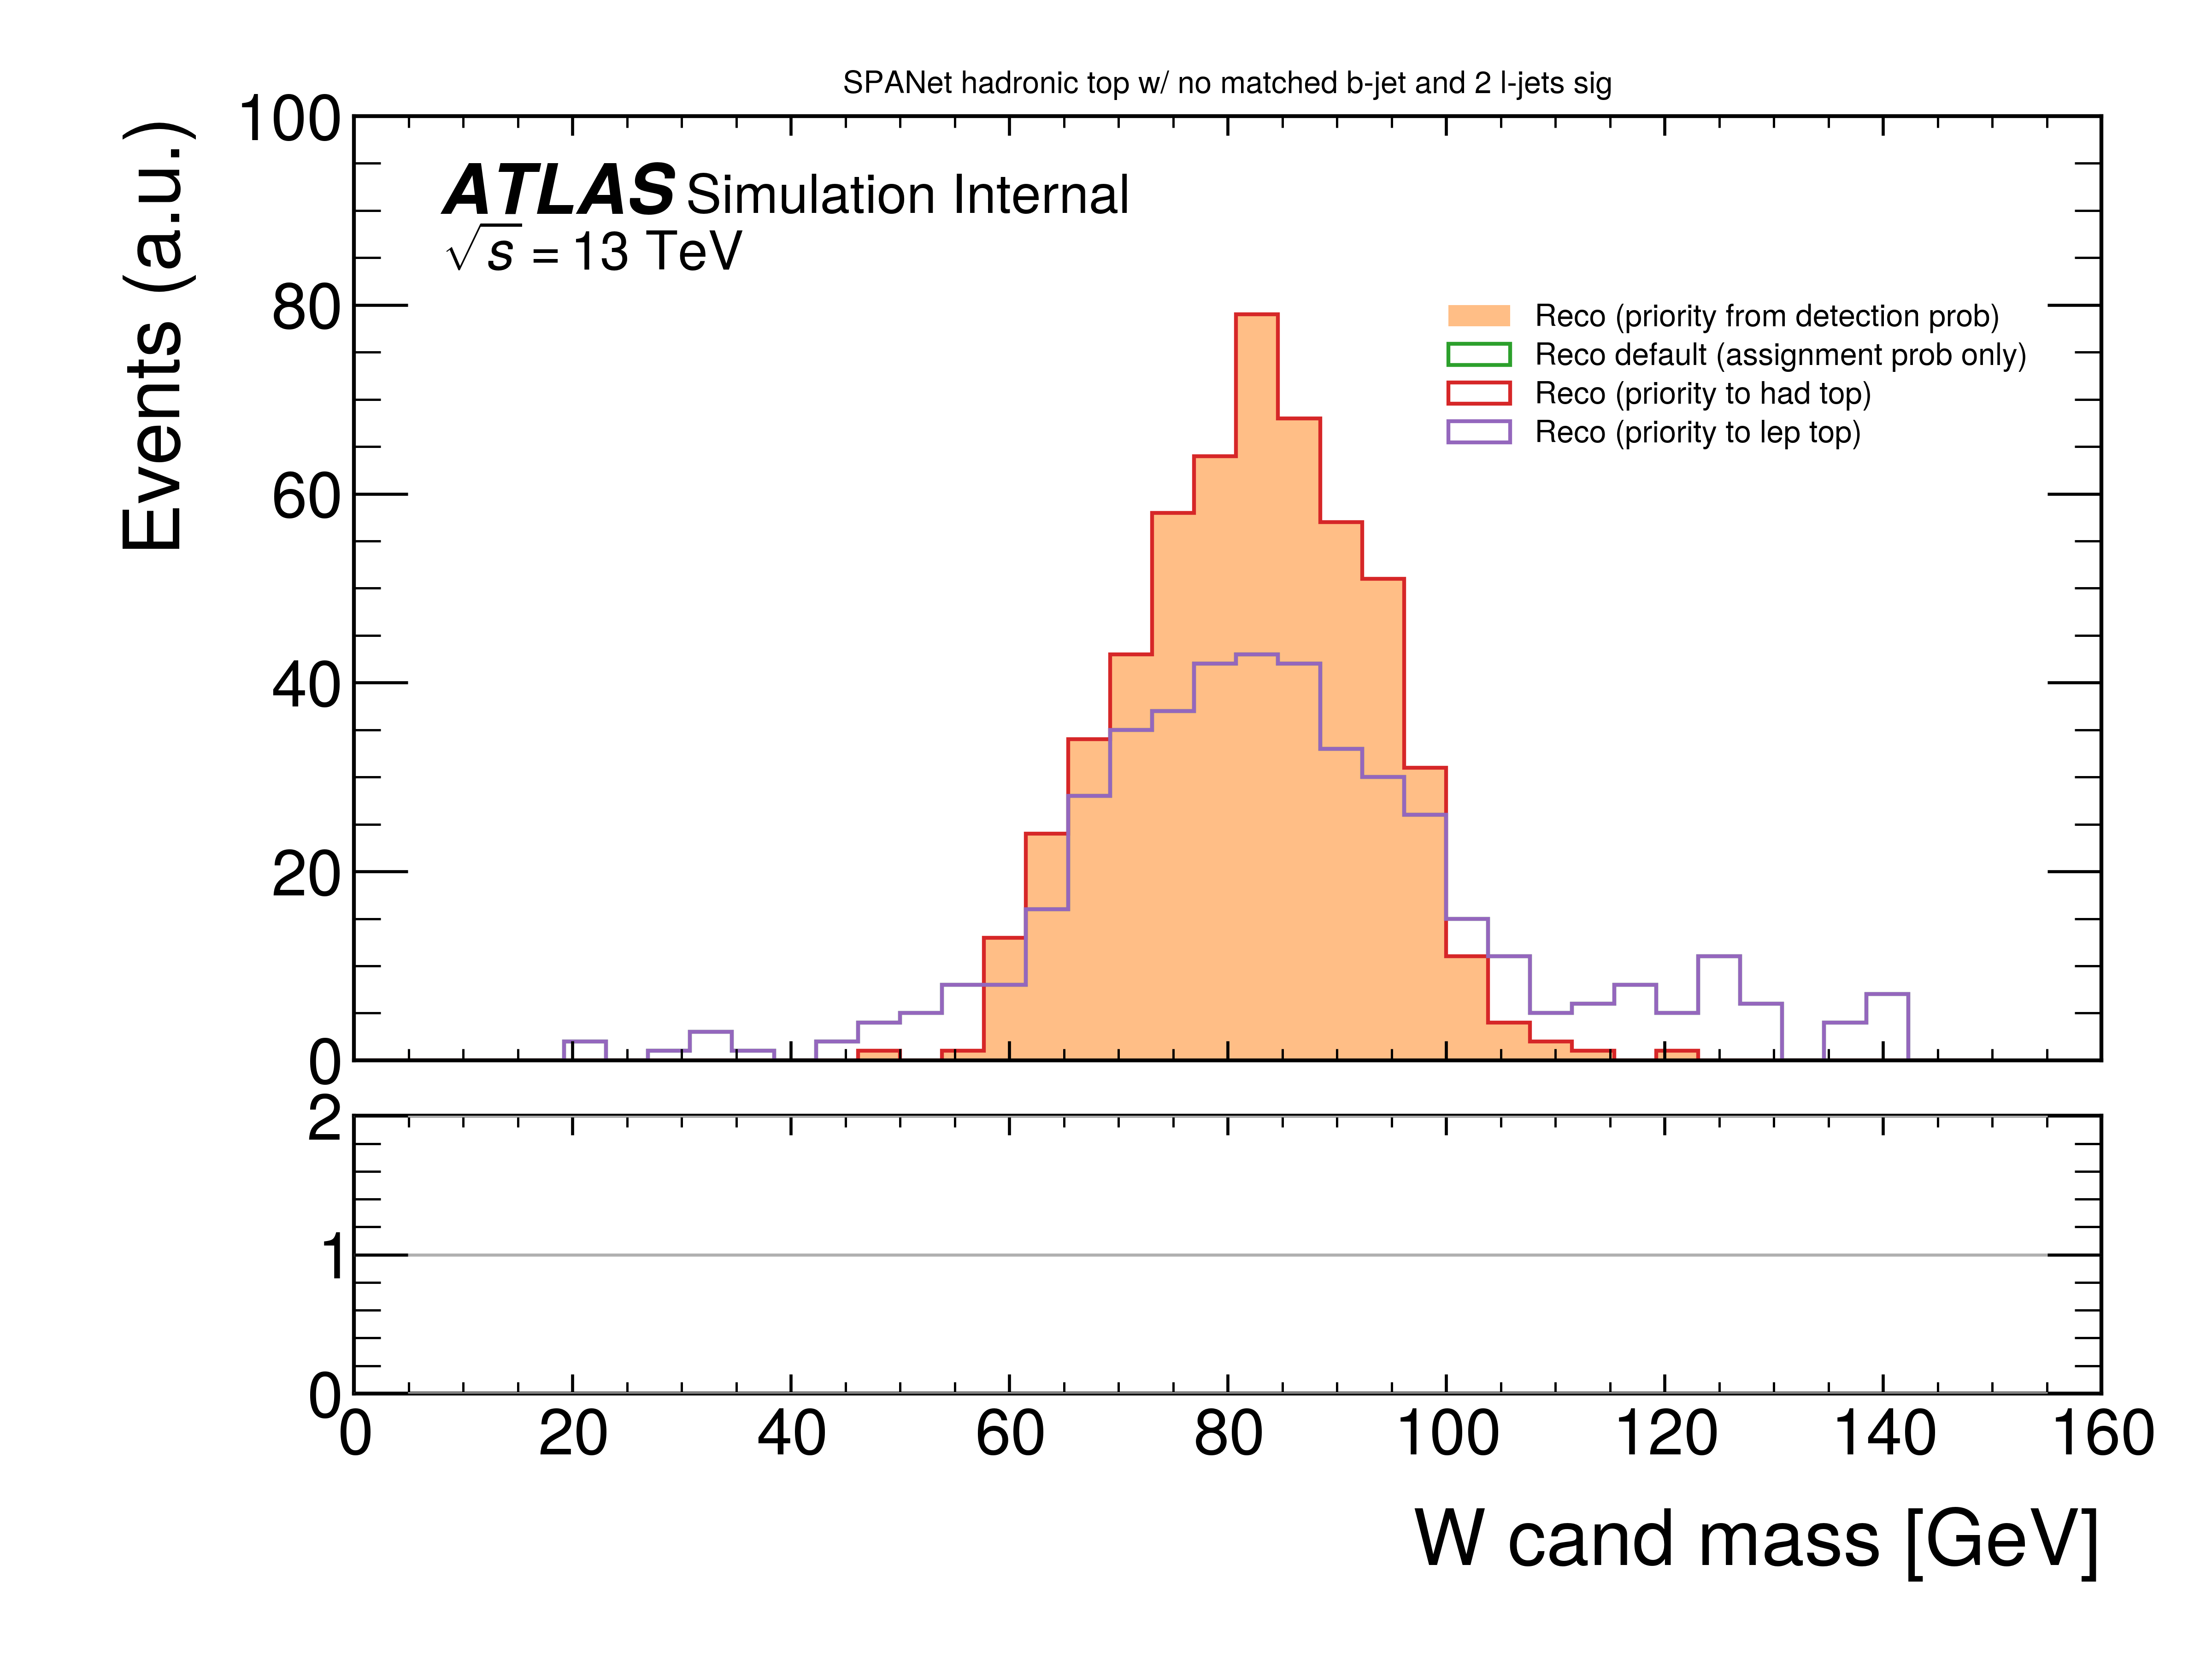 SPANet hadronic top w/ no matched b-jet and 2 l-jets sig
Events (a.u.)
100
80
60
40
20
0
ATLAS Simulation Internal
√s = 13 TeV
Reco (priority from detection prob)
Reco default (assignment prob only)
Reco (priority to had top)
Reco (priority to lep top)
2
1
0
0 20 40 60 80 100 120 140 160
W cand mass [GeV]